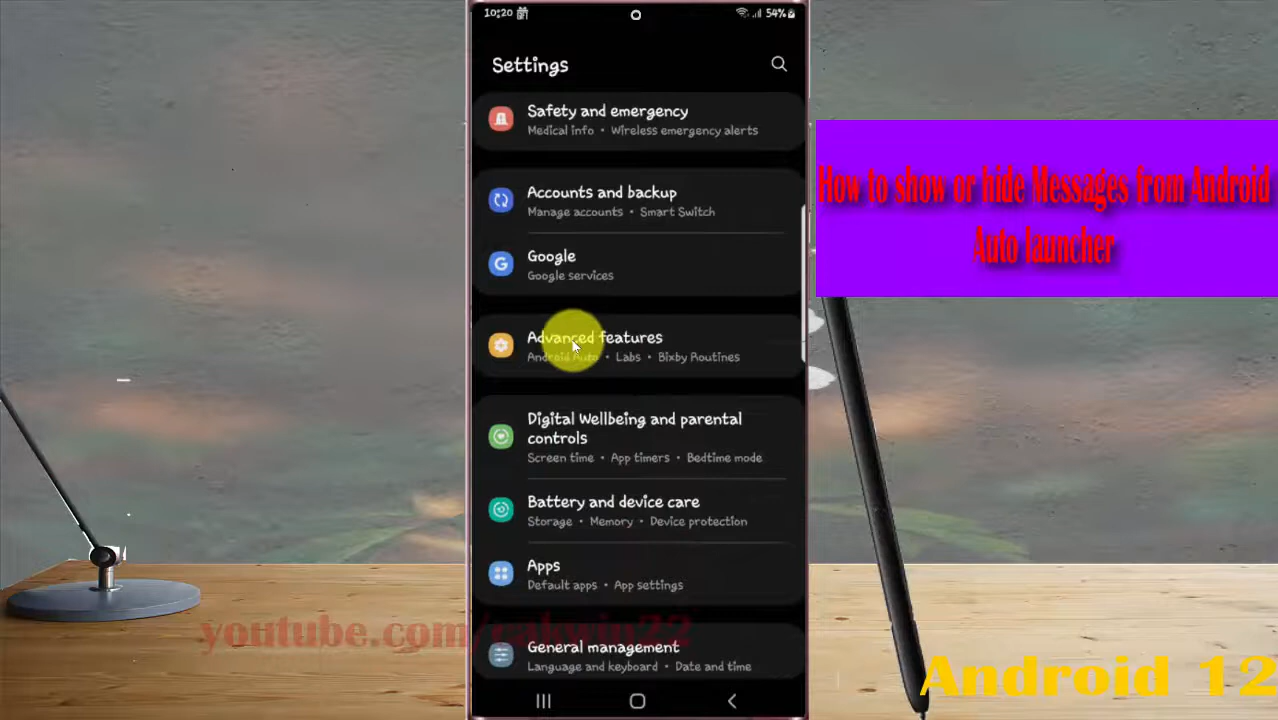 10:20
54%
Settings
Safety and emergency
Medical info • Wireless emergency alerts
Accounts and backup
Manage accounts • Smart Switch
Google
Google services
Advanced features
Android Auto • Labs • Bixby Routines
Digital Wellbeing and parental
controls
Screen time • App timers • Bedtime mode
Battery and device care
Storage • Memory • Device protection
Apps
Default apps • App settings
General management
Language and keyboard • Date and time
How to show or hide Messages from Android
Auto launcher
youtube.com/rakwin22
Android 12